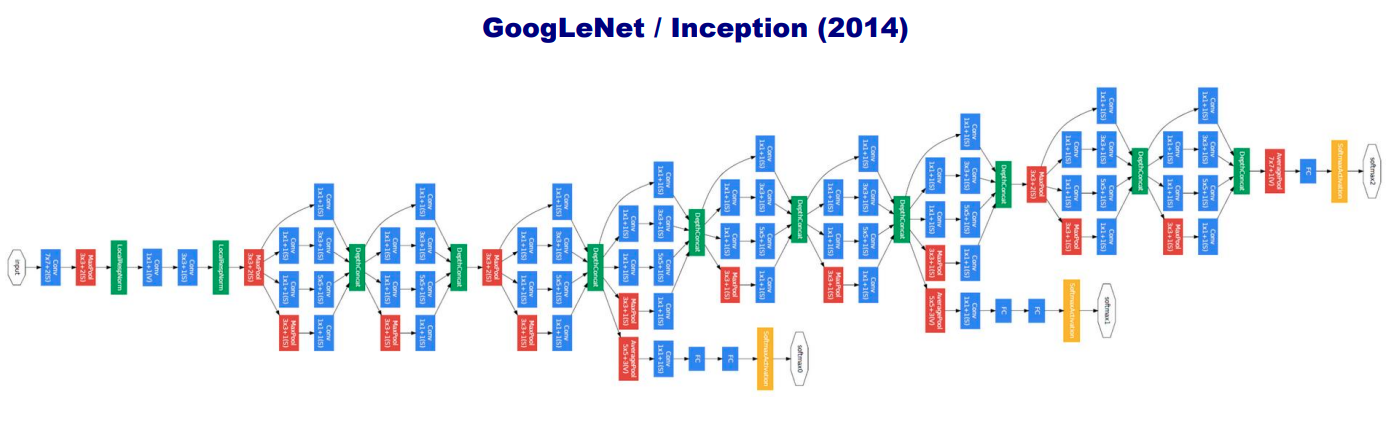 GoogLeNet / Inception (2014)
input
Conv
7x7+2(S)
MaxPool
3x3+2(S)
LocalRespNorm
Conv
1x1+1(V)
Conv
3x3+1(S)
LocalRespNorm
MaxPool
3x3+2(S)
Conv
1x1+1(S)
Conv
1x1+1(S)
MaxPool
3x3+1(S)
Conv
1x1+1(S)
Conv
3x3+1(S)
Conv
5x5+1(S)
Conv
1x1+1(S)
DepthConcat
Conv
1x1+1(S)
Conv
1x1+1(S)
MaxPool
3x3+1(S)
Conv
1x1+1(S)
Conv
3x3+1(S)
Conv
5x5+1(S)
Conv
1x1+1(S)
DepthConcat
MaxPool
3x3+2(S)
Conv
1x1+1(S)
Conv
1x1+1(S)
MaxPool
3x3+1(S)
Conv
1x1+1(S)
Conv
3x3+1(S)
Conv
5x5+1(S)
Conv
1x1+1(S)
DepthConcat
Conv
1x1+1(S)
Conv
1x1+1(S)
MaxPool
3x3+1(S)
AveragePool
5x5+3(V)
Conv
1x1+1(S)
Conv
3x3+1(S)
Conv
5x5+1(S)
Conv
1x1+1(S)
Conv
1x1+1(S)
DepthConcat
FC
FC
SoftmaxActivation
softmax0
Conv
1x1+1(S)
Conv
1x1+1(S)
MaxPool
3x3+1(S)
Conv
1x1+1(S)
Conv
3x3+1(S)
Conv
5x5+1(S)
Conv
1x1+1(S)
DepthConcat
Conv
1x1+1(S)
Conv
1x1+1(S)
MaxPool
3x3+1(S)
Conv
1x1+1(S)
Conv
3x3+1(S)
Conv
5x5+1(S)
Conv
1x1+1(S)
DepthConcat
Conv
1x1+1(S)
Conv
1x1+1(S)
MaxPool
3x3+1(S)
AveragePool
5x5+3(V)
Conv
1x1+1(S)
Conv
3x3+1(S)
Conv
5x5+1(S)
Conv
1x1+1(S)
Conv
1x1+1(S)
DepthConcat
FC
FC
SoftmaxActivation
softmax1
MaxPool
3x3+2(S)
Conv
1x1+1(S)
Conv
1x1+1(S)
MaxPool
3x3+1(S)
Conv
1x1+1(S)
Conv
3x3+1(S)
Conv
5x5+1(S)
Conv
1x1+1(S)
DepthConcat
Conv
1x1+1(S)
Conv
1x1+1(S)
MaxPool
3x3+1(S)
Conv
1x1+1(S)
Conv
3x3+1(S)
Conv
5x5+1(S)
Conv
1x1+1(S)
DepthConcat
AveragePool
7x7+1(V)
FC
SoftmaxActivation
softmax2